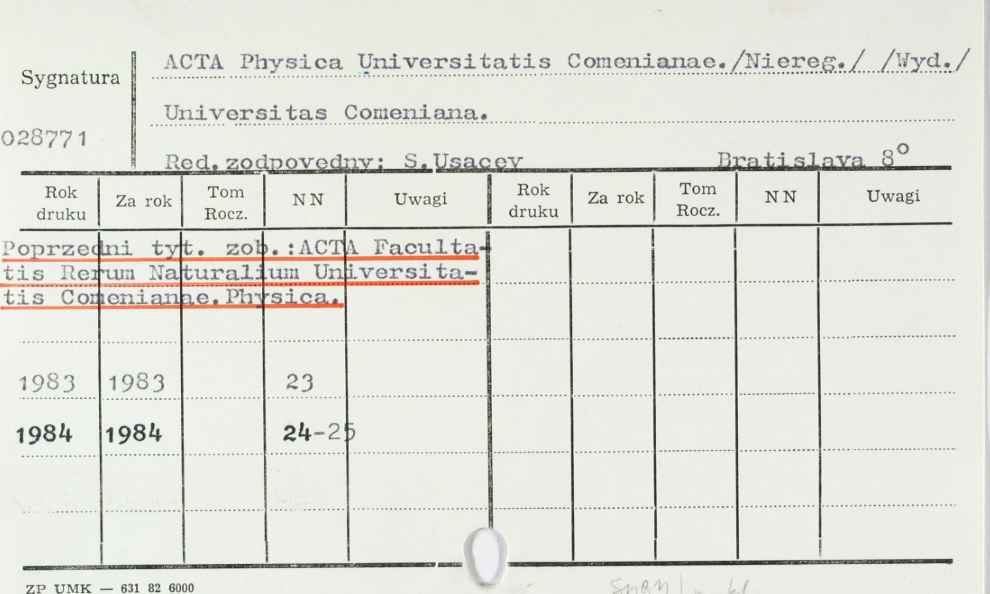 ACTA Physica Universitatis Comenianae./Niereg./ /Wyd./
Sygnatura
Universitas Comeniana.
028771
Red.zodpovedny: S.Usacev Bratislava 8°
Rok druku Za rok Tom Rocz. NN Uwagi Rok druku Za rok Tom Rocz. NN Uwagi
Poprzedni tyt. zob.:ACTA Faculta-
tis Rerum Naturalium Universita-
tis Comenianae.Physica.
1983 1983 23
1984 1984 24-25
ZP UMK — 631 82 6000